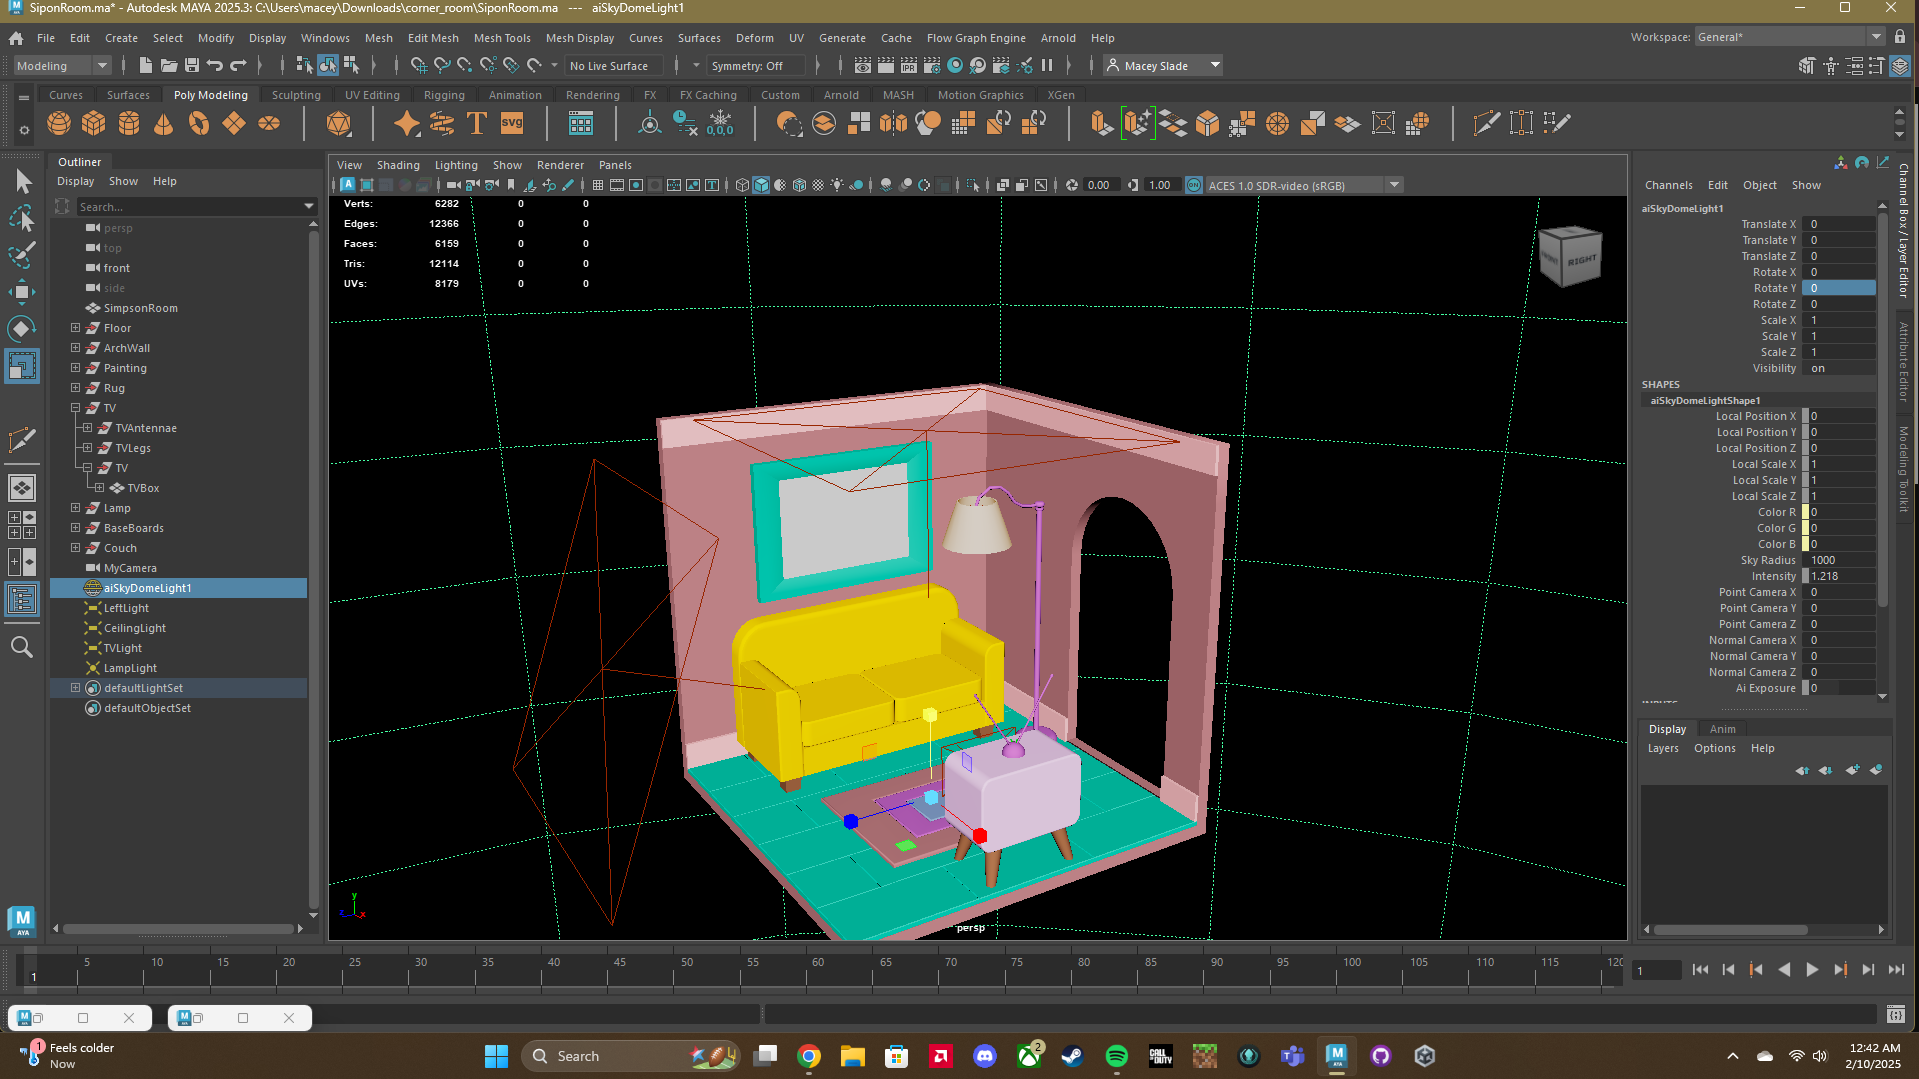 SiponRoom.ma* - Autodesk MAYA 2025.3: C:\Users\macey\Downloads\corner_room\SiponRoom.ma --- aiSkyDomeLight1
File Edit Create Select Modify Display Windows Mesh Edit Mesh Mesh Tools Mesh Display Curves Surfaces Deform UV Generate Cache Flow Graph Engine Arnold Help
Workspace: General*
Modeling
No Live Surface
Symmetry: Off
Macey Slade
Curves Surfaces Poly Modeling Sculpting UV Editing Rigging Animation Rendering FX FX Caching Custom Arnold MASH Motion Graphics XGen
T
SVG
0,0,0
IPR
Outliner
Display Show Help
Search...
persp
top
front
side
SimpsonRoom
Floor
ArchWall
Painting
Rug
TV
TVAntennae
TVLegs
TV
TVBox
Lamp
BaseBoards
Couch
MyCamera
aiSkyDomeLight1
LeftLight
CeilingLight
TVLight
LampLight
defaultLightSet
defaultObjectSet
View Shading Lighting Show Renderer Panels
0.00 1.00 ACES 1.0 SDR-video (sRGB)
Verts: 6282 0 0
Edges: 12366 0 0
Faces: 6159 0 0
Tris: 12114 0 0
UVs: 8179 0 0
FRONT RIGHT
persp
y
x
Channels Edit Object Show
aiSkyDomeLight1
Translate X 0
Translate Y 0
Translate Z 0
Rotate X 0
Rotate Y 0
Rotate Z 0
Scale X 1
Scale Y 1
Scale Z 1
Visibility on
SHAPES
aiSkyDomeLightShape1
Local Position X 0
Local Position Y 0
Local Position Z 0
Local Scale X 1
Local Scale Y 1
Local Scale Z 1
Color R 0
Color G 0
Color B 0
Sky Radius 1000
Intensity 1.218
Point Camera X 0
Point Camera Y 0
Point Camera Z 0
Normal Camera X 0
Normal Camera Y 0
Normal Camera Z 0
Ai Exposure 0
Display Anim
Layers Options Help
Channel Box / Layer Editor
Attribute Editor
Modeling Toolkit
M
AYA
1
5 10 15 20 25 30 35 40 45 50 55 60 65 70 75 80 85 90 95 100 105 110 115 120
1
1
Feels colder
Now
Search
2
CALL OF DUTY
12:42 AM
2/10/2025